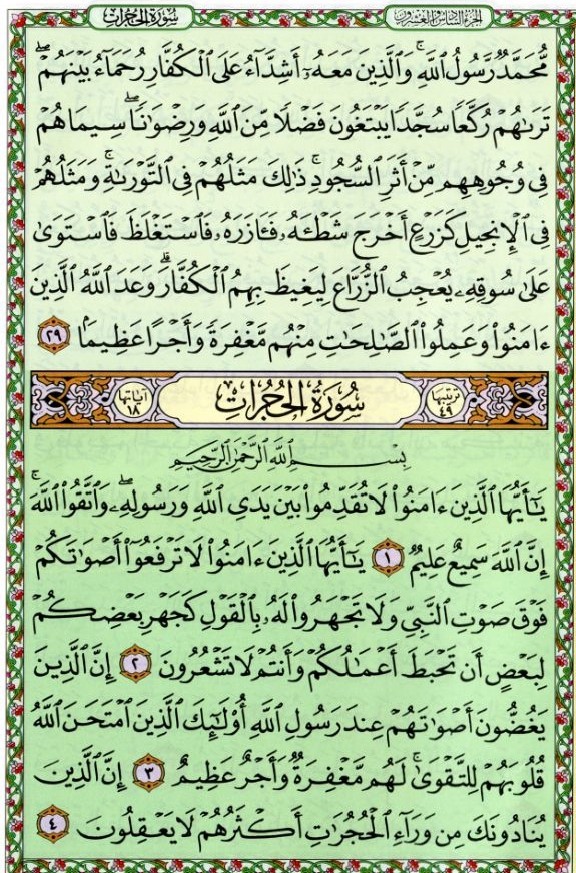 الجزء السادس والعشرون
سُورَةُ الحُجُرَاتِ
مُّحَمَّدٌ رَّسُولُ ٱللَّهِۚ وَٱلَّذِينَ مَعَهُۥٓ أَشِدَّآءُ عَلَى ٱلْكُفَّارِ رُحَمَآءُ بَيْنَهُمْۖ
تَرَىٰهُمْ رُكَّعًا سُجَّدًا يَبْتَغُونَ فَضْلًا مِّنَ ٱللَّهِ وَرِضْوَٰنًاۖ سِيمَاهُمْ
فِى وُجُوهِهِم مِّنْ أَثَرِ ٱلسُّجُودِۚ ذَٰلِكَ مَثَلُهُمْ فِى ٱلتَّوْرَىٰةِۚ وَمَثَلُهُمْ
فِى ٱلْإِنجِيلِ كَزَرْعٍ أَخْرَجَ شَطْـَٔهُۥ فَـَٔازَرَهُۥ فَٱسْتَغْلَظَ فَٱسْتَوَىٰ
عَلَىٰ سُوقِهِۦ يُعْجِبُ ٱلزُّرَّاعَ لِيَغِيظَ بِهِمُ ٱلْكُفَّارَۗ وَعَدَ ٱللَّهُ ٱلَّذِينَ
ءَامَنُوا۟ وَعَمِلُوا۟ ٱلصَّٰلِحَٰتِ مِنْهُم مَّغْفِرَةً وَأَجْرًا عَظِيمًۢا ٢٩
ترتيبها ٤٩ سُورَةُ الحُجُرَاتِ آياتها ١٨
بِسْمِ ٱللَّهِ ٱلرَّحْمَٰنِ ٱلرَّحِيمِ
يَٰٓأَيُّهَا ٱلَّذِينَ ءَامَنُوا۟ لَا تُقَدِّمُوا۟ بَيْنَ يَدَىِ ٱللَّهِ وَرَسُولِهِۦۖ وَٱتَّقُوا۟ ٱللَّهَۚ
إِنَّ ٱللَّهَ سَمِيعٌ عَلِيمٌ ١ يَٰٓأَيُّهَا ٱلَّذِينَ ءَامَنُوا۟ لَا تَرْفَعُوٓا۟ أَصْوَٰتَكُمْ
فَوْقَ صَوْتِ ٱلنَّبِىِّ وَلَا تَجْهَرُوا۟ لَهُۥ بِٱلْقَوْلِ كَجَهْرِ بَعْضِكُمْ
لِبَعْضٍ أَن تَحْبَطَ أَعْمَٰلُكُمْ وَأَنتُمْ لَا تَشْعُرُونَ ٢ إِنَّ ٱلَّذِينَ
يَغُضُّونَ أَصْوَٰتَهُمْ عِندَ رَسُولِ ٱللَّهِ أُو۟لَٰٓئِكَ ٱلَّذِينَ ٱمْتَحَنَ ٱللَّهُ
قُلُوبَهُمْ لِلتَّقْوَىٰۚ لَهُم مَّغْفِرَةٌ وَأَجْرٌ عَظِيمٌ ٣ إِنَّ ٱلَّذِينَ
يُنَادُونَكَ مِن وَرَآءِ ٱلْحُجُرَٰتِ أَكْثَرُهُمْ لَا يَعْقِلُونَ ٤